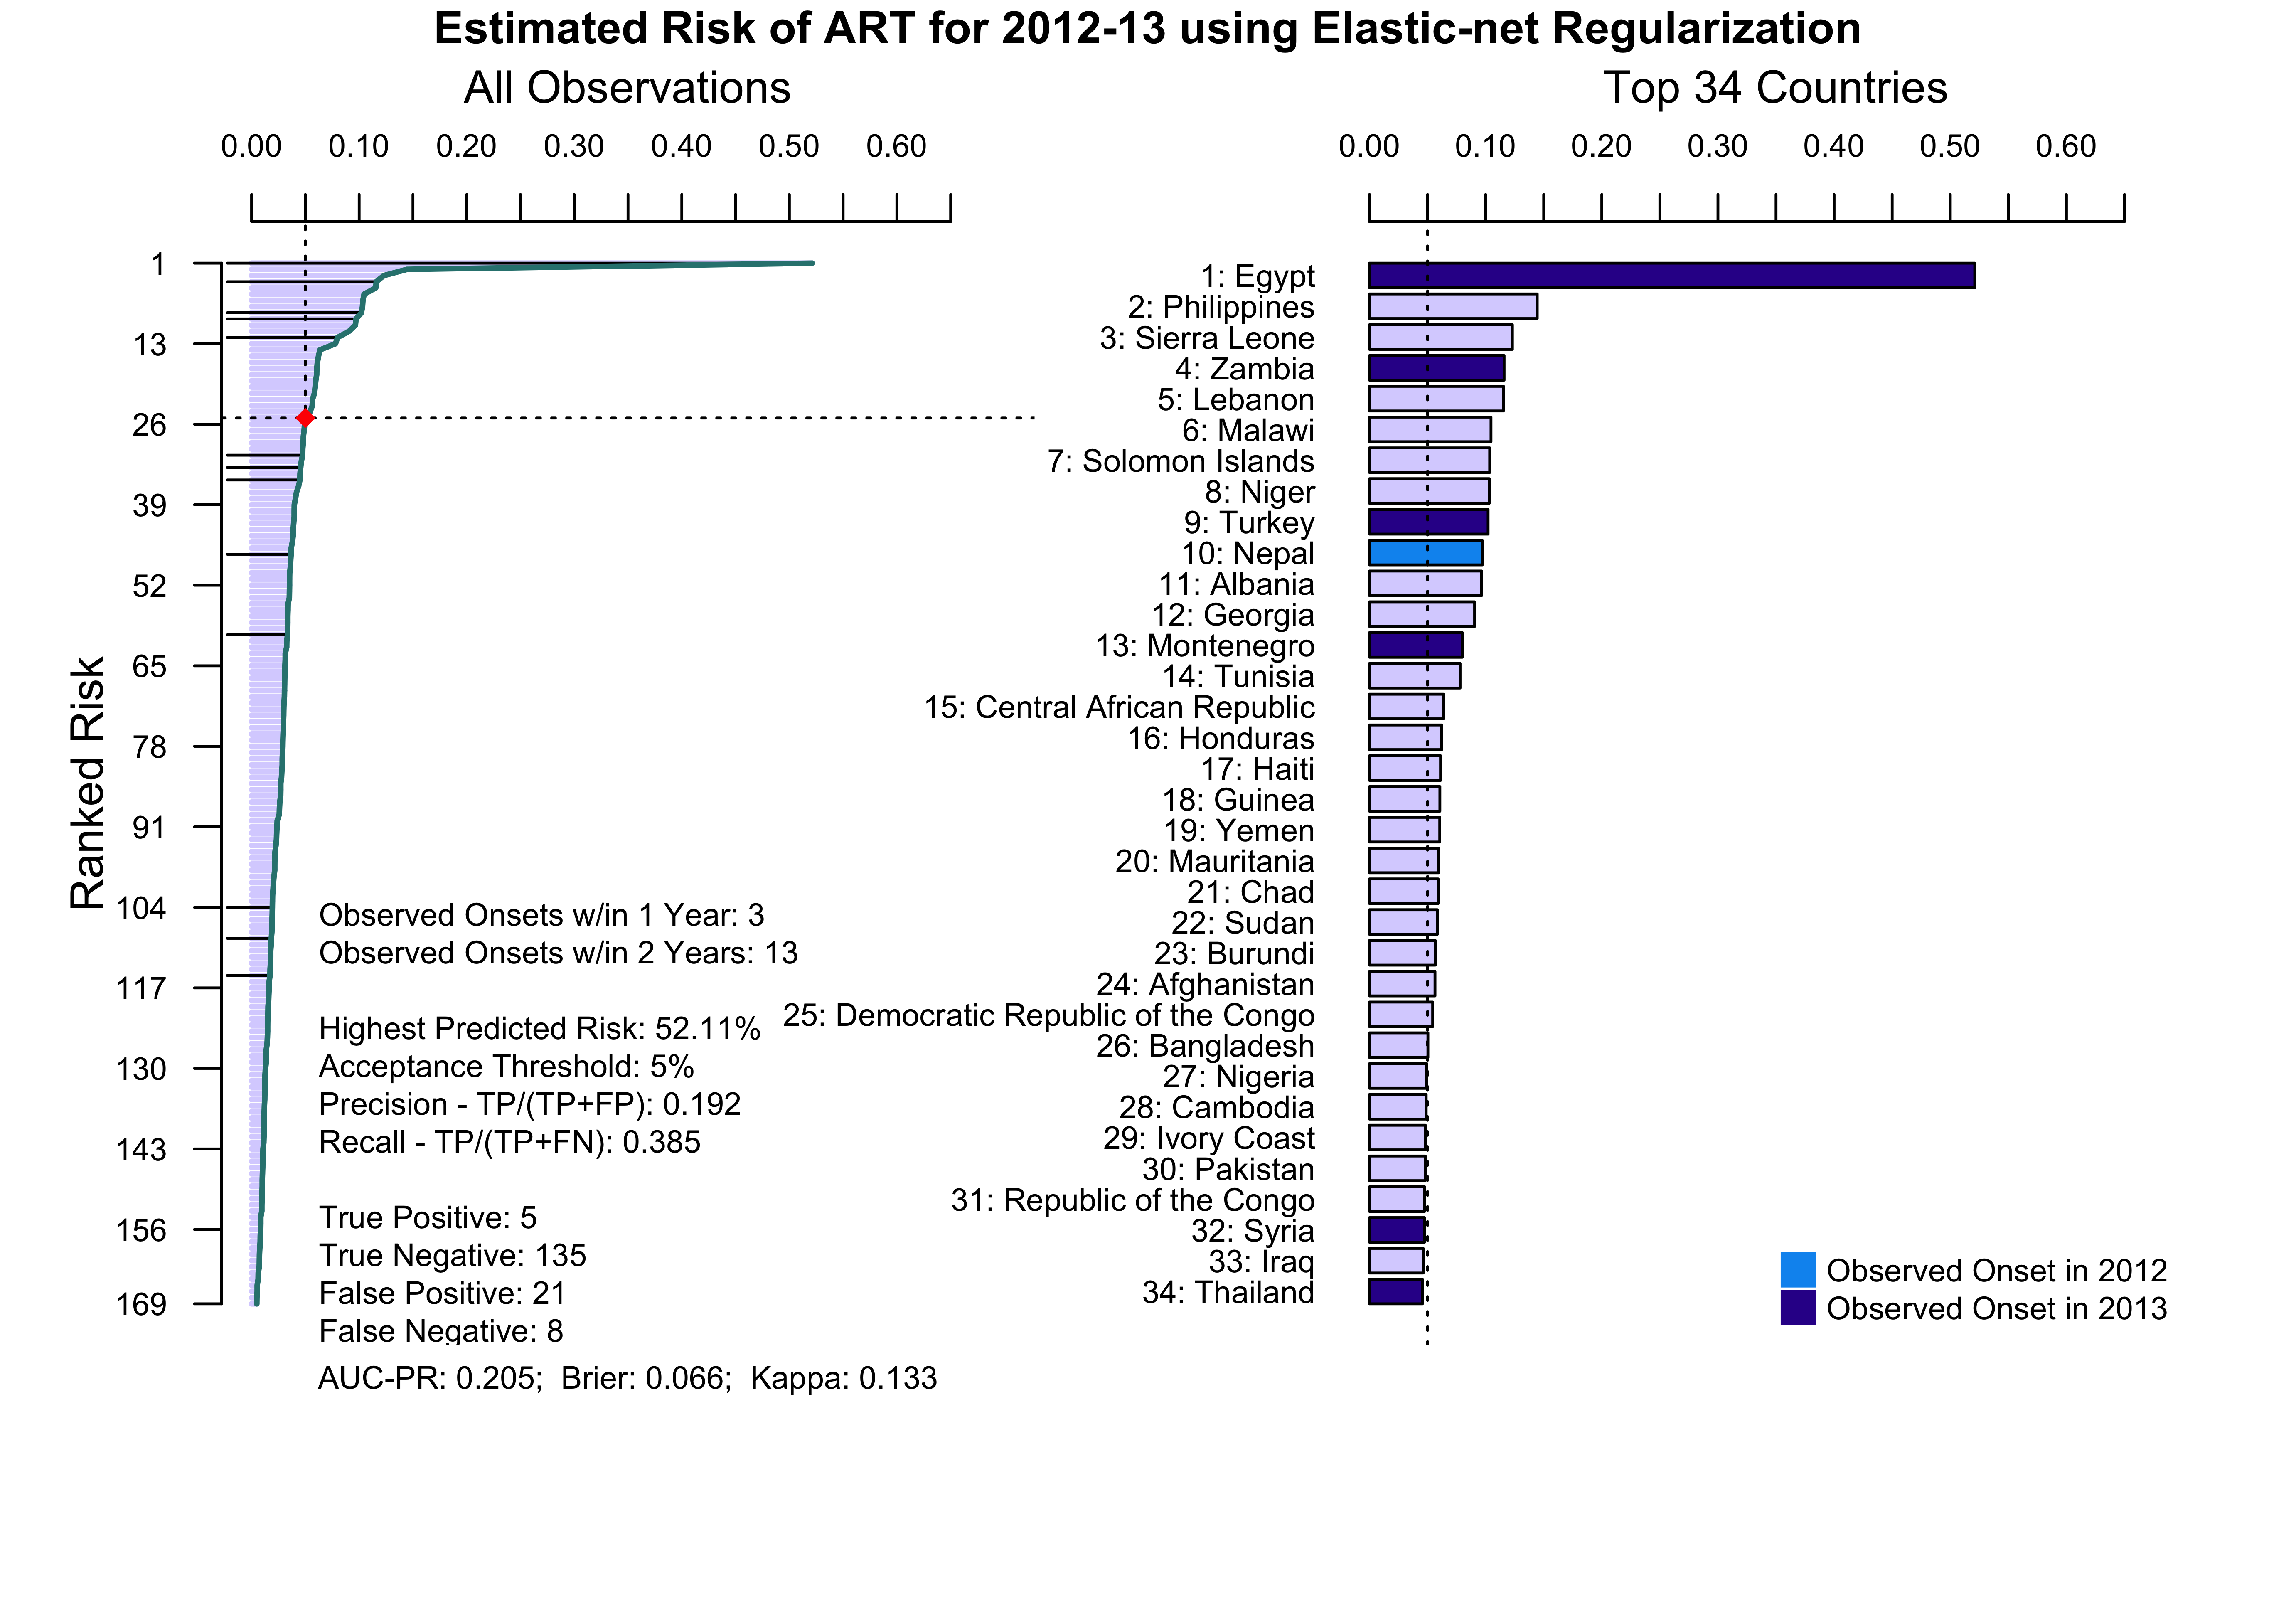 Estimated Risk of ART for 2012-13 using Elastic-net Regularization
All Observations
0.00 0.10 0.20 0.30 0.40 0.50 0.60
Ranked Risk
1
13
26
39
52
65
78
91
104
117
130
143
156
169
Observed Onsets w/in 1 Year: 3
Observed Onsets w/in 2 Years: 13
Highest Predicted Risk: 52.11%
Acceptance Threshold: 5%
Precision - TP/(TP+FP): 0.192
Recall - TP/(TP+FN): 0.385
True Positive: 5
True Negative: 135
False Positive: 21
False Negative: 8
AUC-PR: 0.205; Brier: 0.066; Kappa: 0.133
Top 34 Countries
0.00 0.10 0.20 0.30 0.40 0.50 0.60
1: Egypt
2: Philippines
3: Sierra Leone
4: Zambia
5: Lebanon
6: Malawi
7: Solomon Islands
8: Niger
9: Turkey
10: Nepal
11: Albania
12: Georgia
13: Montenegro
14: Tunisia
15: Central African Republic
16: Honduras
17: Haiti
18: Guinea
19: Yemen
20: Mauritania
21: Chad
22: Sudan
23: Burundi
24: Afghanistan
25: Democratic Republic of the Congo
26: Bangladesh
27: Nigeria
28: Cambodia
29: Ivory Coast
30: Pakistan
31: Republic of the Congo
32: Syria
33: Iraq
34: Thailand
Observed Onset in 2012
Observed Onset in 2013